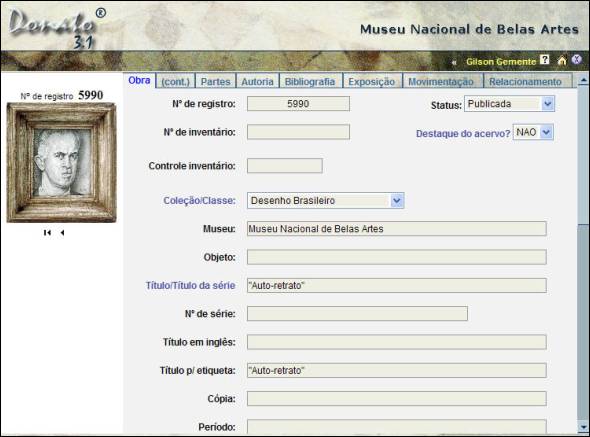 Donato ®
3.1
Museu Nacional de Belas Artes
« Gilson Gemente ?
Obra (cont.) Partes Autoria Bibliografia Exposição Movimentação Relacionamento
Nº de registro 5990
Nº de registro: 5990 Status: Publicada
Nº de inventário: Destaque do acervo? NAO
Controle inventário:
Coleção/Classe: Desenho Brasileiro
Museu: Museu Nacional de Belas Artes
Objeto:
Título/Título da série "Auto-retrato"
Nº de série:
Título em inglês:
Título p/ etiqueta: "Auto-retrato"
Cópia:
Período: